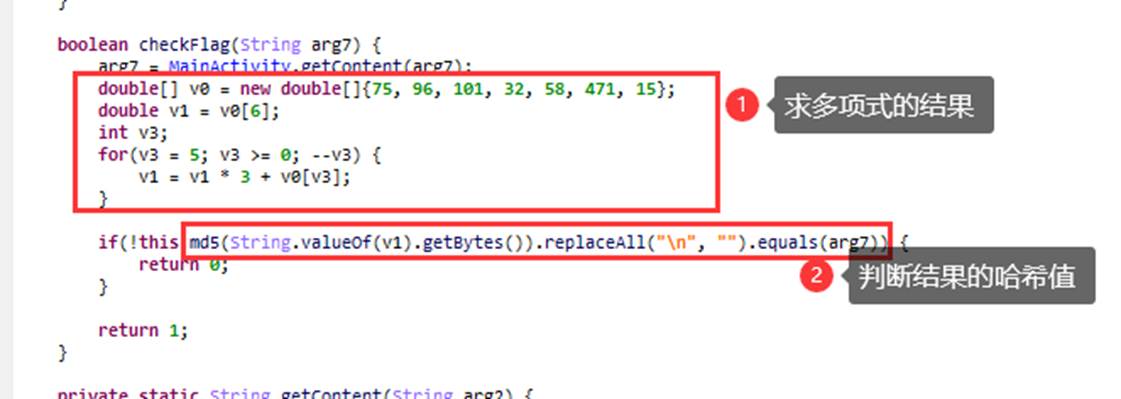 }
boolean checkFlag(String arg7) {
arg7 = MainActivity.getContent(arg7);
double[] v0 = new double[]{75, 96, 101, 32, 58, 471, 15};
double v1 = v0[6];
int v3;
for(v3 = 5; v3 >= 0; --v3) {
v1 = v1 * 3 + v0[v3];
}
1 求多项式的结果
if(!this md5(String.valueOf(v1).getBytes()).replaceAll("\n", "").equals(arg7)) {
return 0;
}
2 判断结果的哈希值
return 1;
}
private static String getContent(String arg2) {